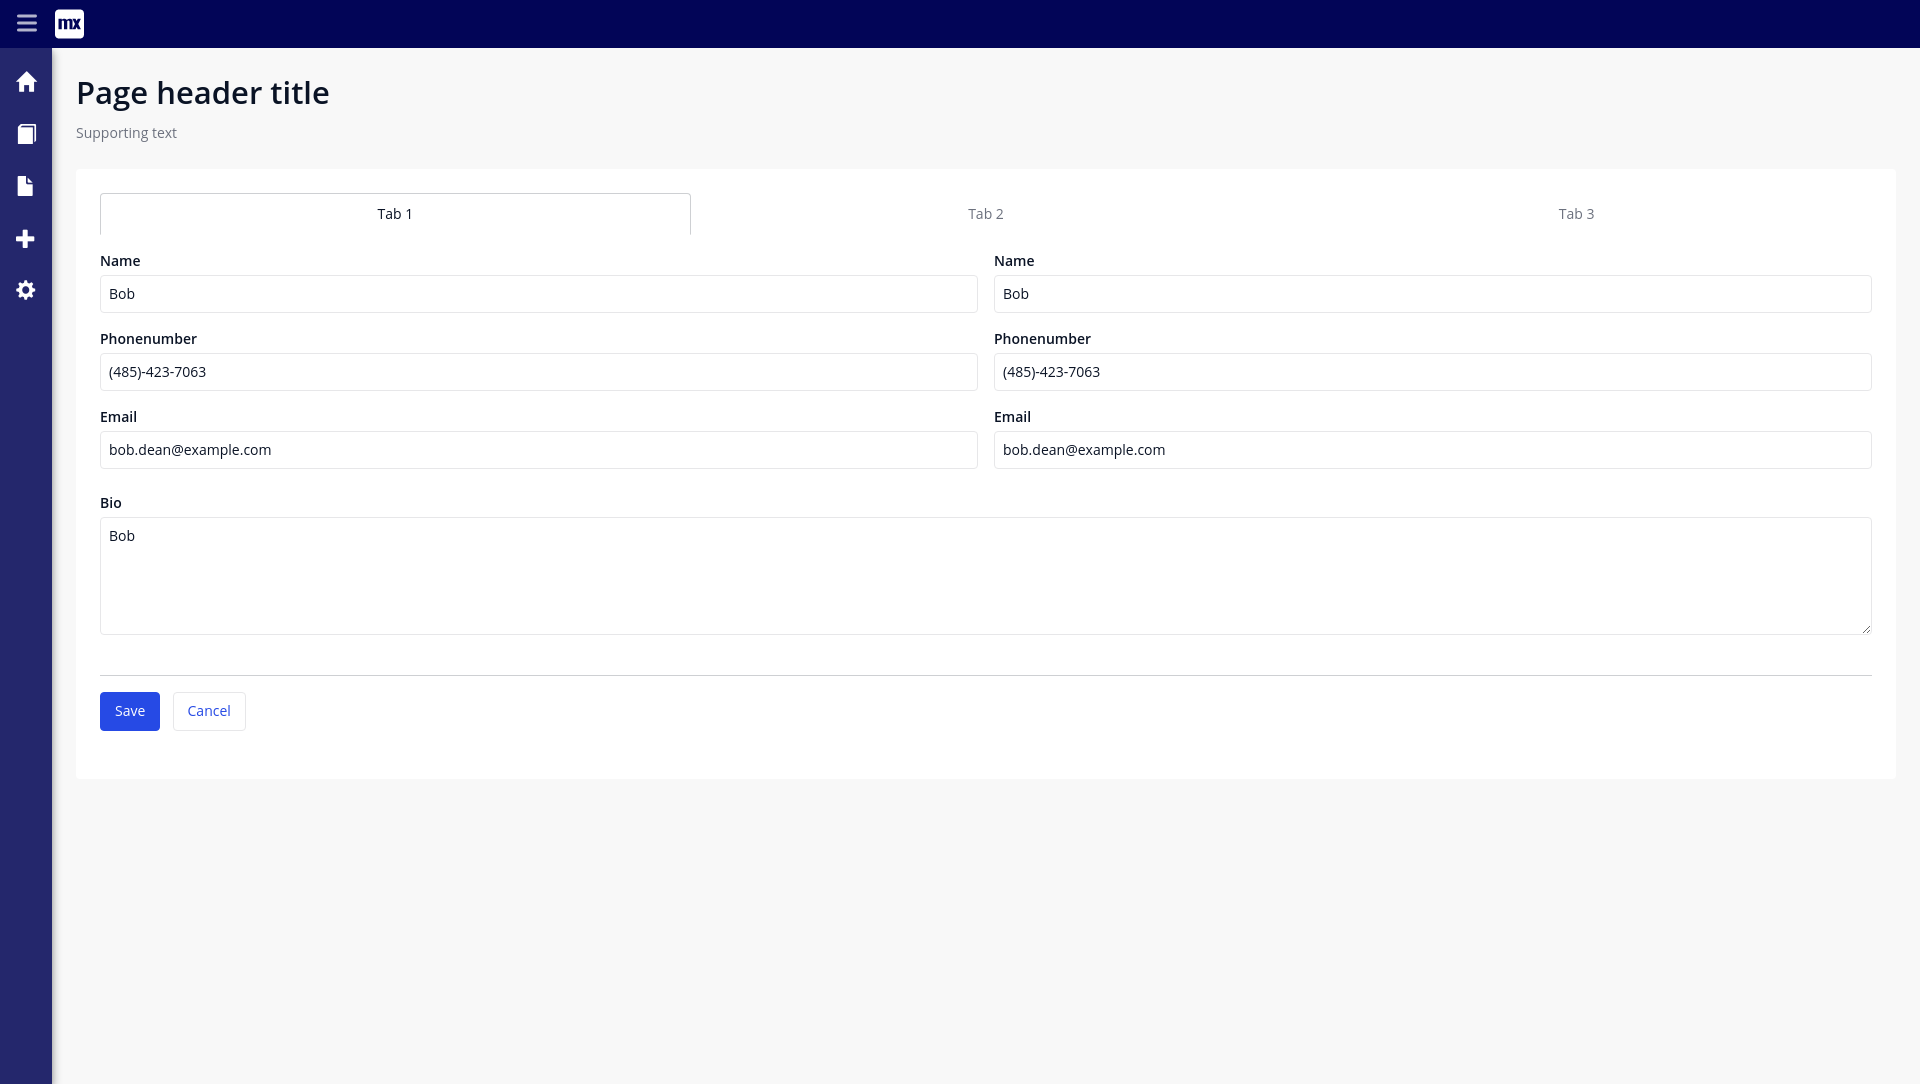 mx
Page header title
Supporting text
Tab 1 Tab 2 Tab 3
Name Name
Bob Bob
Phonenumber Phonenumber
(485)-423-7063 (485)-423-7063
Email Email
bob.dean@example.com bob.dean@example.com
Bio
Bob
Save Cancel